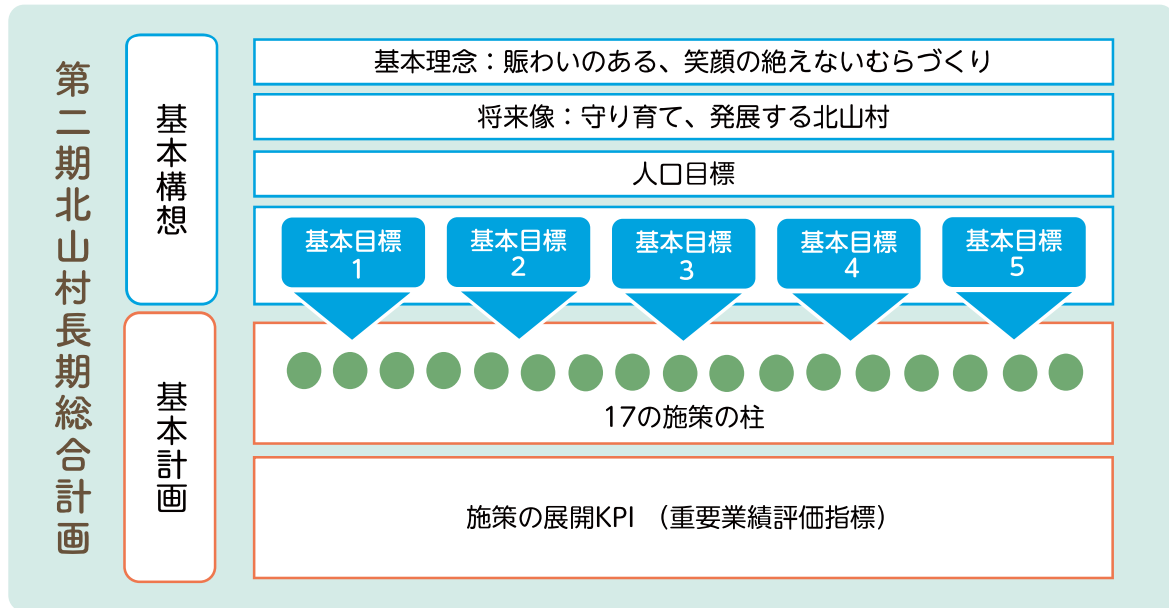 第二期北山村長期総合計画
基本構想
基本理念：賑わいのある、笑顔の絶えないむらづくり
将来像：守り育て、発展する北山村
人口目標
基本目標
1
基本目標
2
基本目標
3
基本目標
4
基本目標
5
基本計画
17の施策の柱
施策の展開KPI （重要業績評価指標）